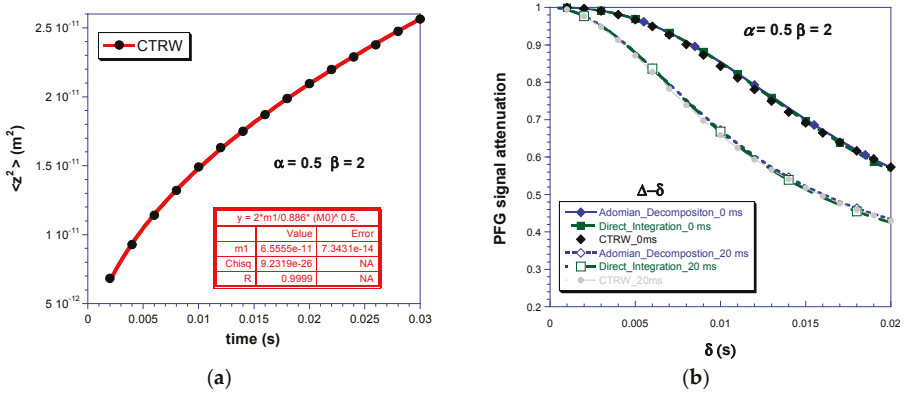 (a)
2.5 10⁻¹¹
2 10⁻¹¹
1.5 10⁻¹¹
1 10⁻¹¹
5 10⁻¹²
<z² > (m²)
CTRW
α = 0.5 β = 2
y = 2*m1/0.886* (M0)^ 0.5.
Value Error
m1 6.5555e-11 7.3431e-14
Chisq 9.2319e-26 NA
R 0.9999 NA
0 0.005 0.01 0.015 0.02 0.025 0.03
time (s)
(a)
(b)
1
0.9
0.8
0.7
0.6
0.5
0.4
0.3
0.2
PFG signal attenuation
α = 0.5 β = 2
Δ–δ
Adomian_Decompositon_0 ms
Direct_Integration_0 ms
CTRW_0ms
Adomian_Decompostion_20 ms
Direct_Integration_20 ms
CTRW_20ms
0 0.005 0.01 0.015 0.02
δ (s)
(b)